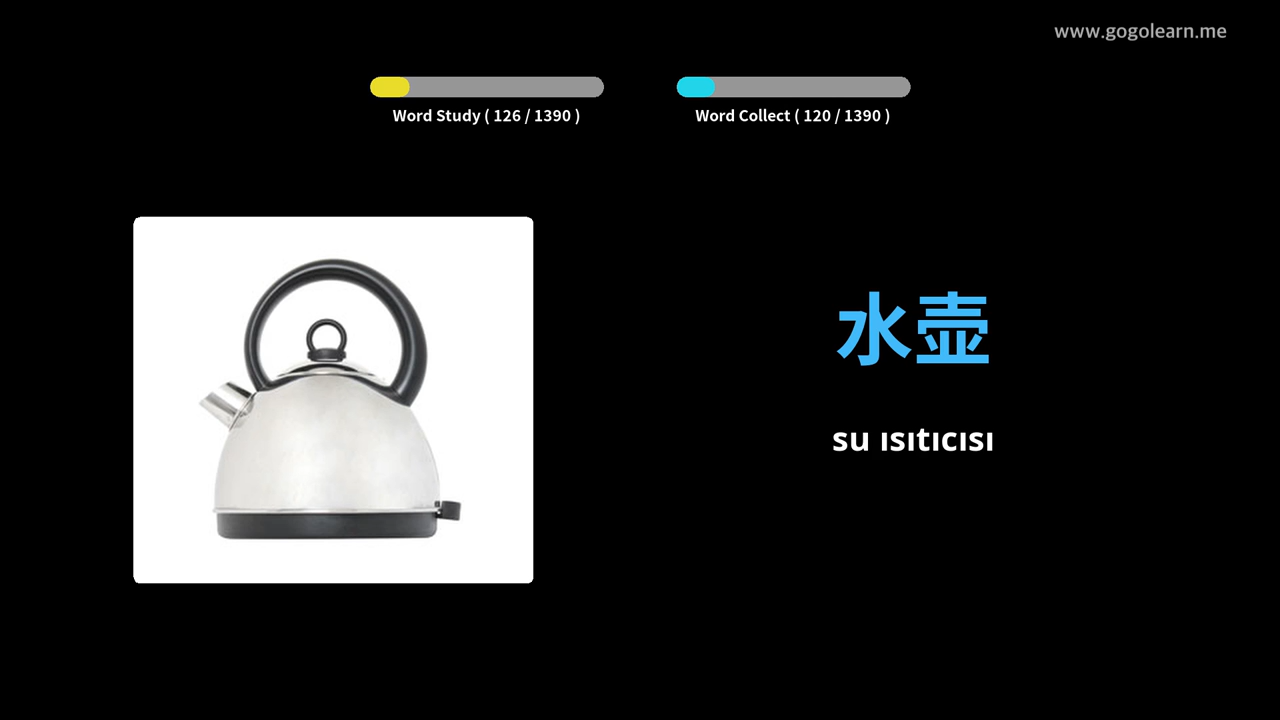 www.gogolearn.me
Word Study ( 126 / 1390 )
Word Collect ( 120 / 1390 )
水壶
su ısıtıcısı